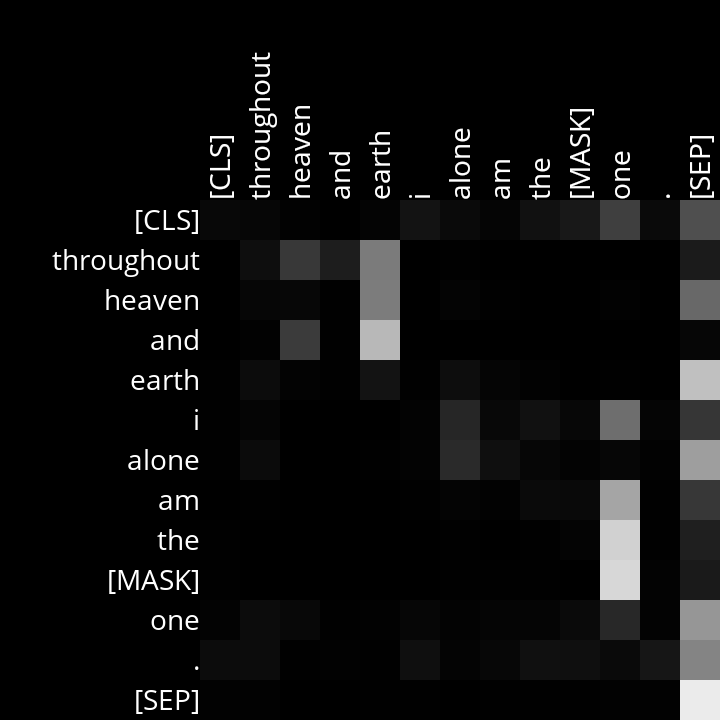 [CLS] throughout heaven and earth i alone am the [MASK] one . [SEP]
[CLS]
throughout
heaven
and
earth
i
alone
am
the
[MASK]
one
.
[SEP]